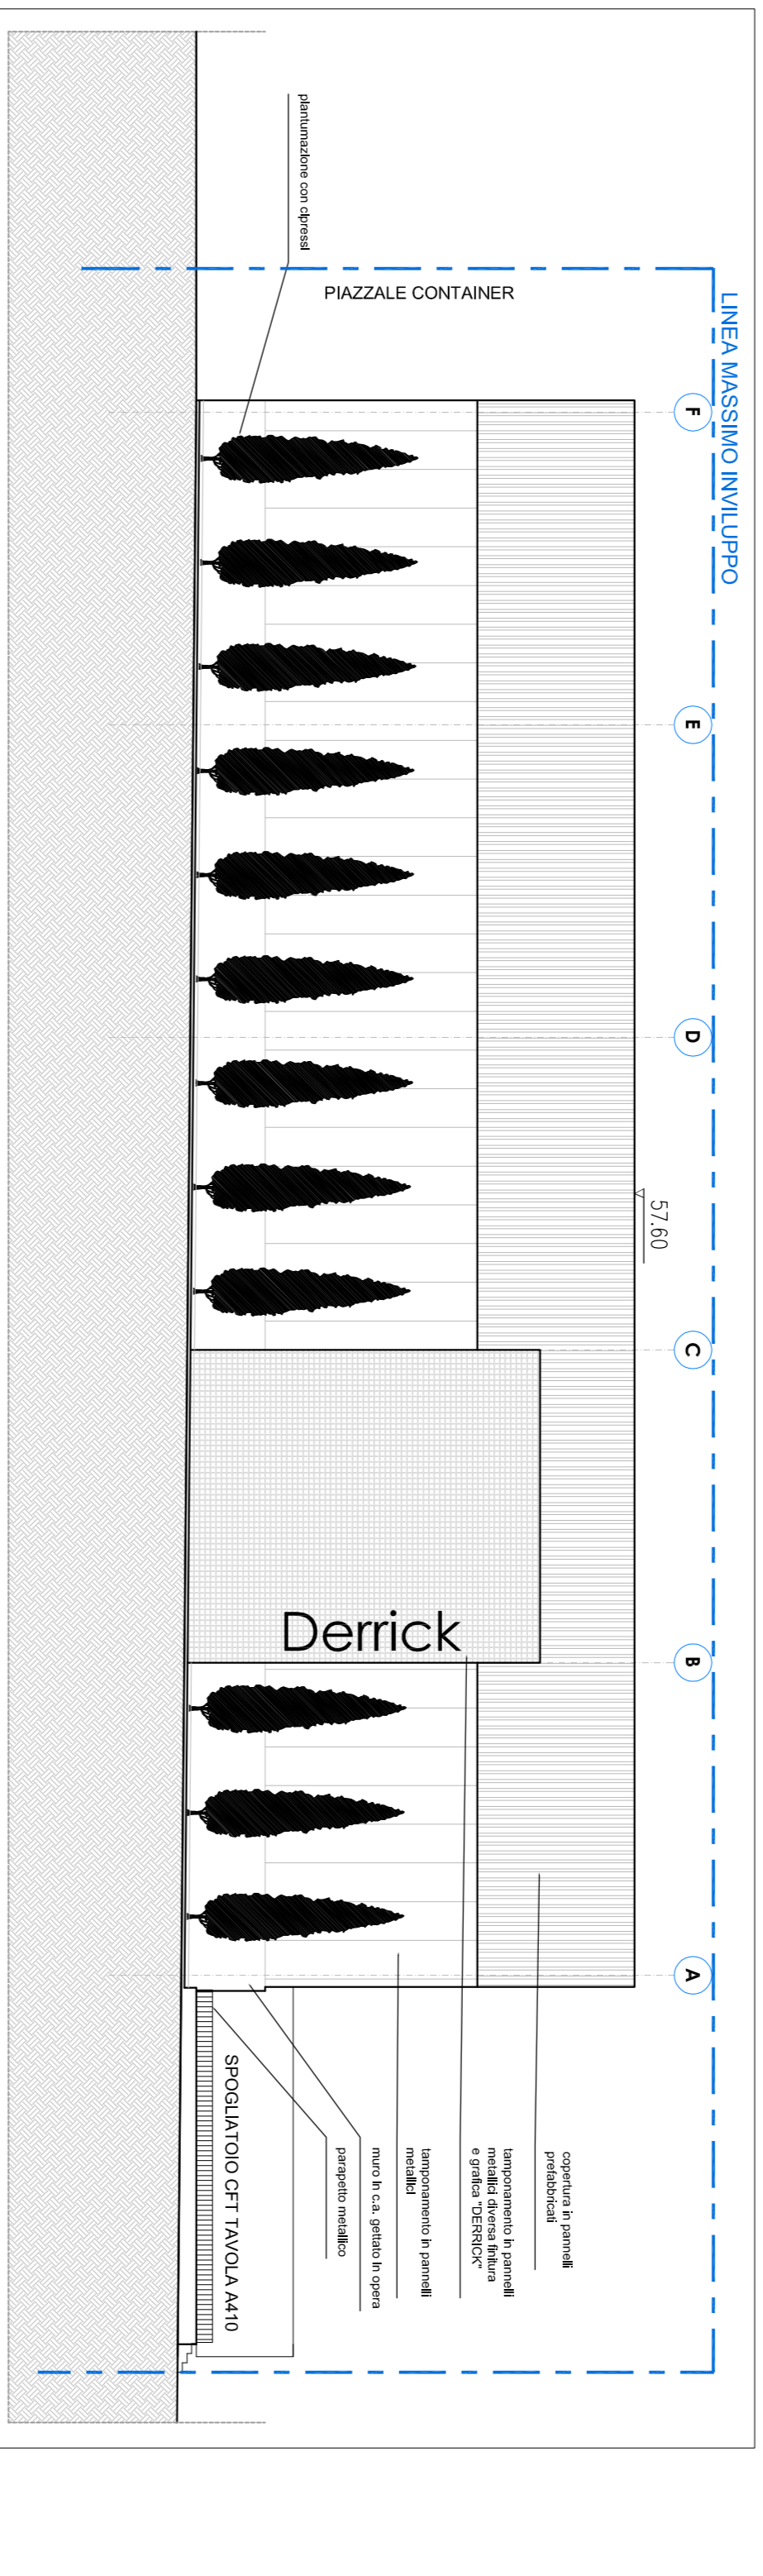 LINEA MASSIMO INVILUPPO
F
E
D
C
B
A
57.60
PIAZZALE CONTAINER
piantumazione con cipressi
Derrick
copertura in pannelli
prefabbricati
tamponamento in pannelli
metallici diversa finitura
e grafica "DERRICK"
tamponamento in pannelli
metallici
muro in c.a. gettato in opera
parapetto metallico
SPOGLIATOIO CFT TAVOLA A410